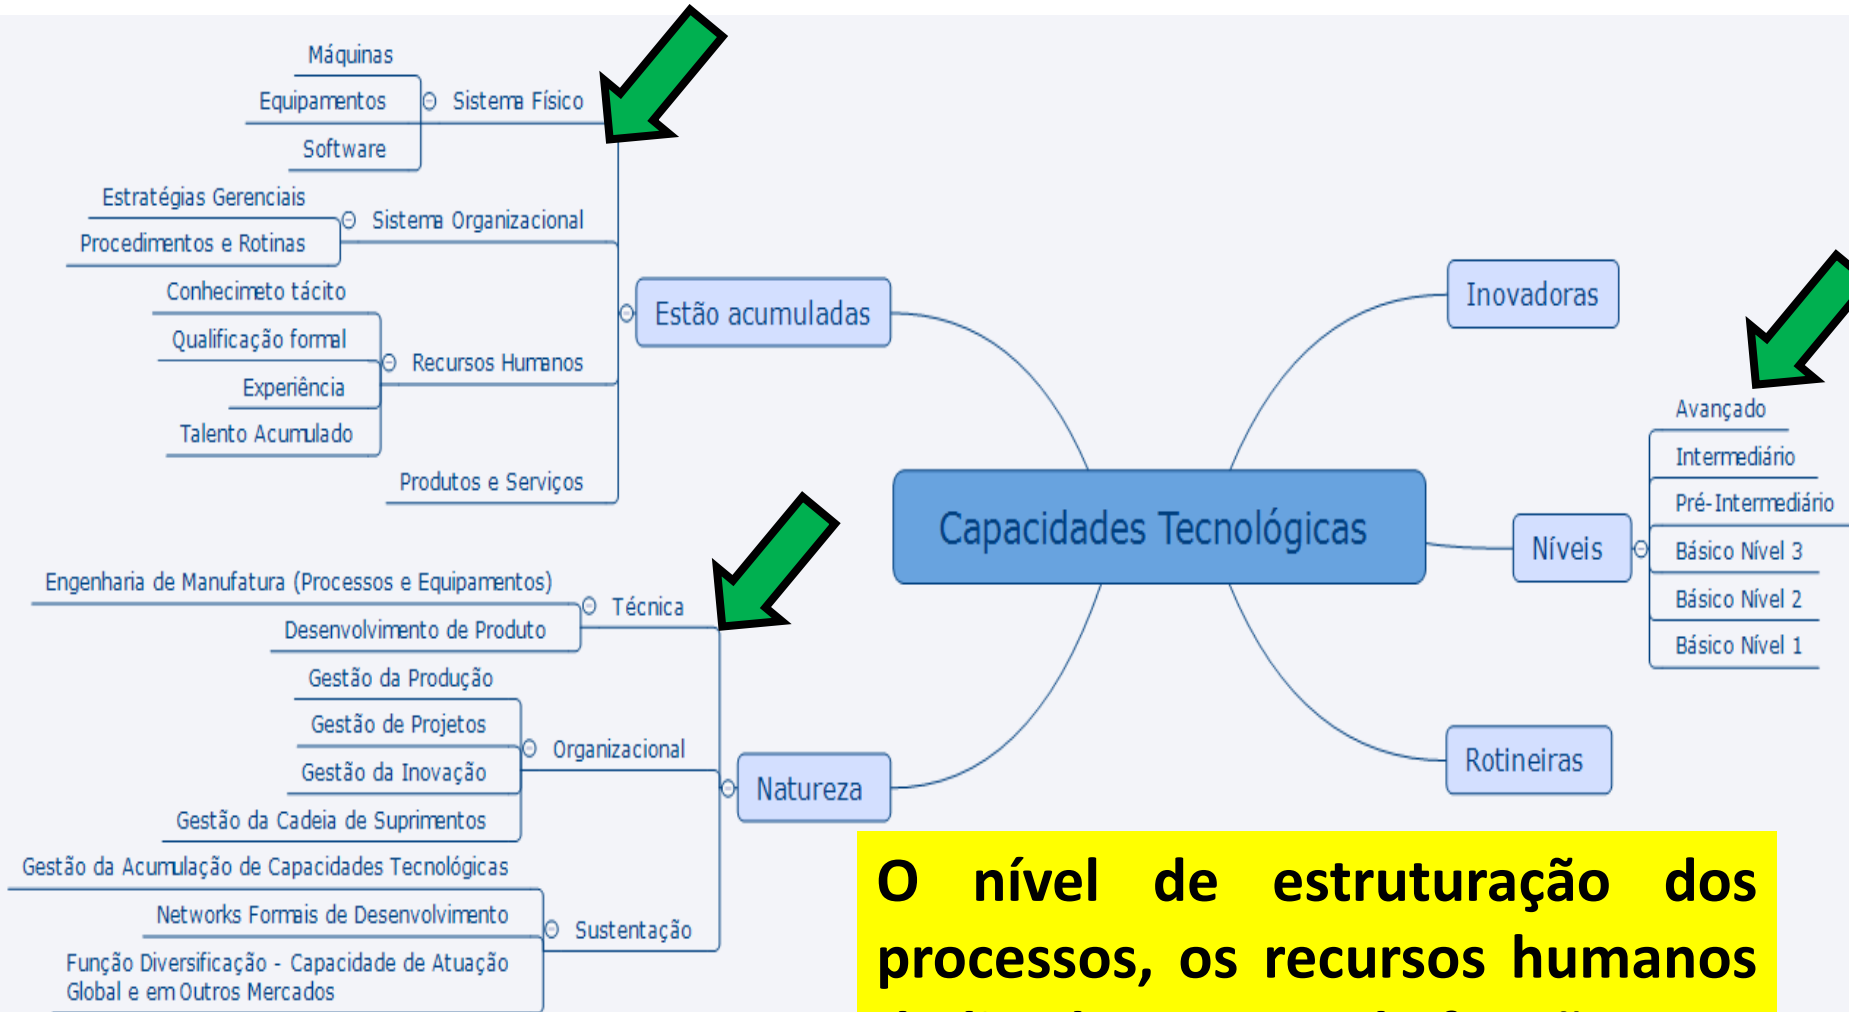 Máquinas
Equipamentos
Software
Sistema Físico
Estratégias Gerenciais
Procedimentos e Rotinas
Sistema Organizacional
Conhecimeto tácito
Qualificação formal
Experiência
Talento Acumulado
Recursos Humanos
Produtos e Serviços
Estão acumuladas
Engenharia de Manufatura (Processos e Equipamentos)
Desenvolvimento de Produto
Técnica
Gestão da Produção
Gestão de Projetos
Gestão da Inovação
Gestão da Cadeia de Suprimentos
Organizacional
Gestão da Acumulação de Capacidades Tecnológicas
Networks Formais de Desenvolvimento
Função Diversificação - Capacidade de Atuação
Global e em Outros Mercados
Sustentação
Natureza
Capacidades Tecnológicas
Inovadoras
Níveis
Avançado
Intermediário
Pré-Intermediário
Básico Nível 3
Básico Nível 2
Básico Nível 1
Rotineiras
O nível de estruturação dos
processos, os recursos humanos